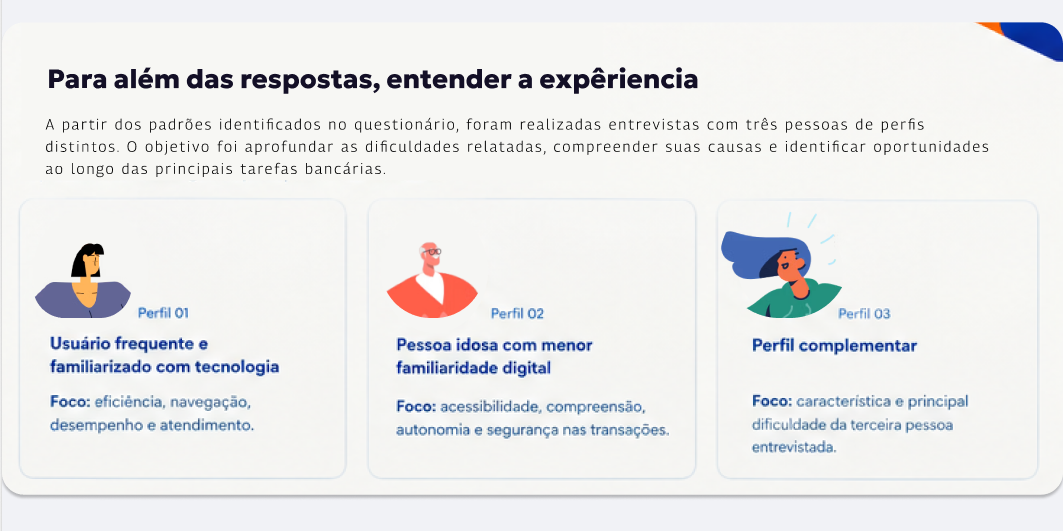 Para além das respostas, entender a expêriencia
A partir dos padrões identificados no questionário, foram realizadas entrevistas com três pessoas de perfis
distintos. O objetivo foi aprofundar as dificuldades relatadas, compreender suas causas e identificar oportunidades
ao longo das principais tarefas bancárias.
Perfil 01
Usuário frequente e
familiarizado com tecnologia
Foco: eficiência, navegação,
desempenho e atendimento.
Perfil 02
Pessoa idosa com menor
familiaridade digital
Foco: acessibilidade, compreensão,
autonomia e segurança nas transações.
Perfil 03
Perfil complementar
Foco: característica e principal
dificuldade da terceira pessoa
entrevistada.